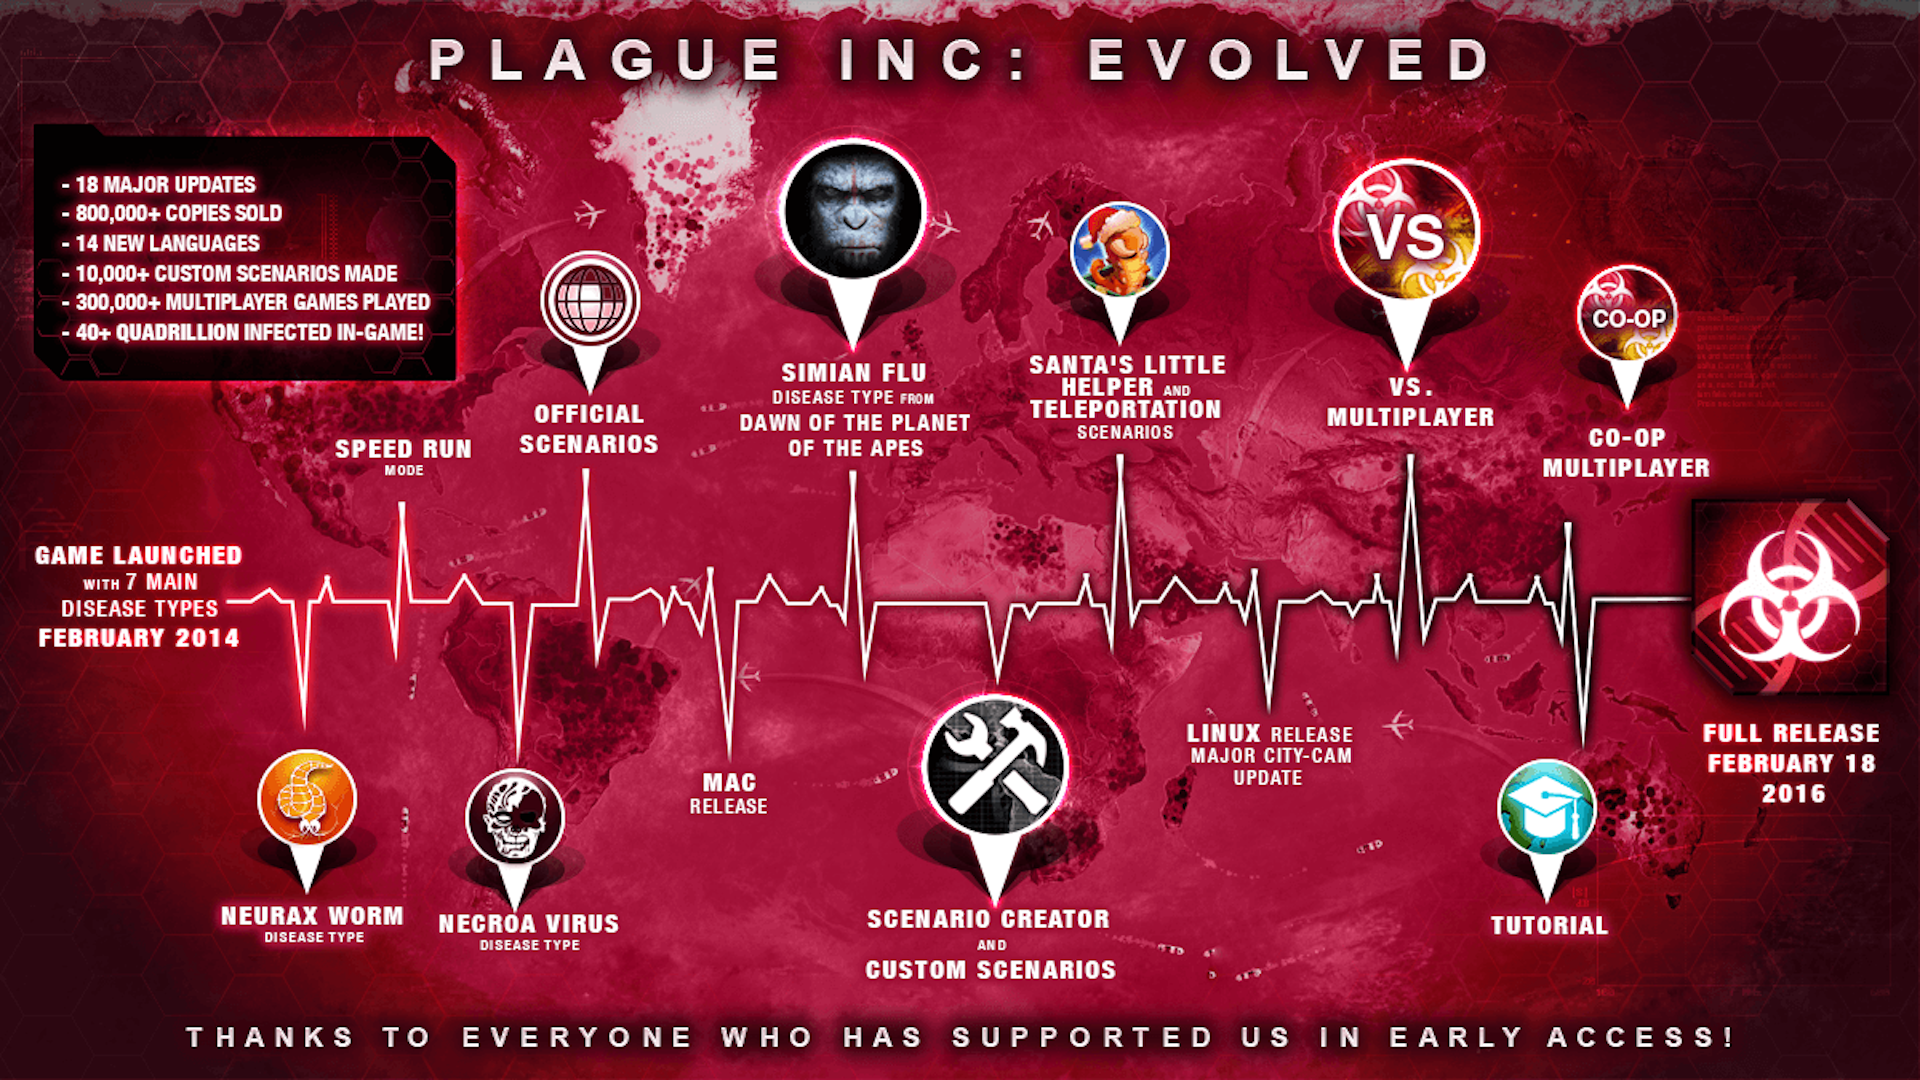 PLAGUE INC: EVOLVED
- 18 MAJOR UPDATES
- 800,000+ COPIES SOLD
- 14 NEW LANGUAGES
- 10,000+ CUSTOM SCENARIOS MADE
- 300,000+ MULTIPLAYER GAMES PLAYED
- 40+ QUADRILLION INFECTED IN-GAME!
GAME LAUNCHED
WITH 7 MAIN
DISEASE TYPES
FEBRUARY 2014
NEURAX WORM
DISEASE TYPE
SPEED RUN
MODE
NECROA VIRUS
DISEASE TYPE
OFFICIAL
SCENARIOS
MAC
RELEASE
SIMIAN FLU
DISEASE TYPE FROM
DAWN OF THE PLANET
OF THE APES
SCENARIO CREATOR
AND
CUSTOM SCENARIOS
SANTA'S LITTLE
HELPER AND
TELEPORTATION
SCENARIOS
LINUX RELEASE
MAJOR CITY-CAM
UPDATE
VS
VS.
MULTIPLAYER
CO-OP
CO-OP
MULTIPLAYER
TUTORIAL
FULL RELEASE
FEBRUARY 18
2016
THANKS TO EVERYONE WHO HAS SUPPORTED US IN EARLY ACCESS!